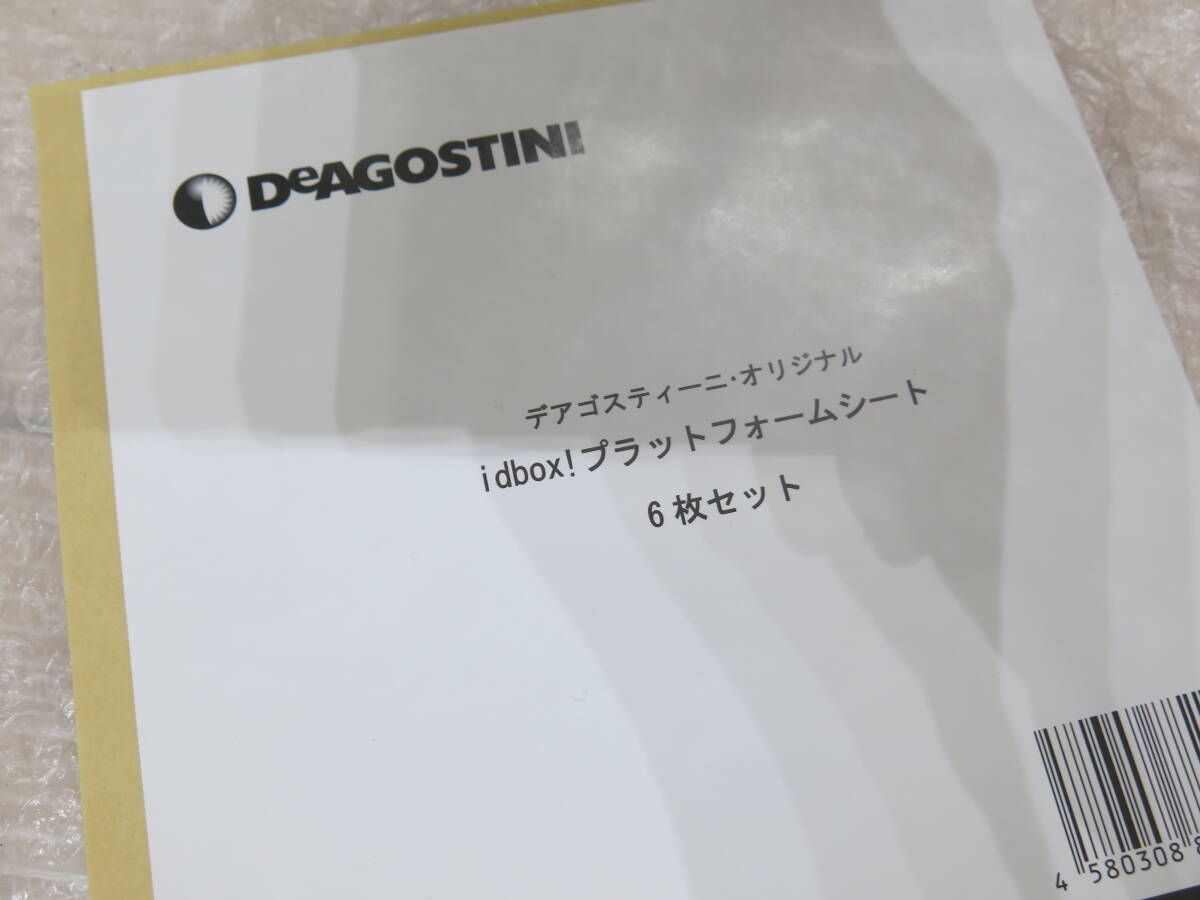 DeAGOSTINI
デアゴスティーニ・オリジナル
idbox!プラットフォームシート
6枚セット
4 580308 8